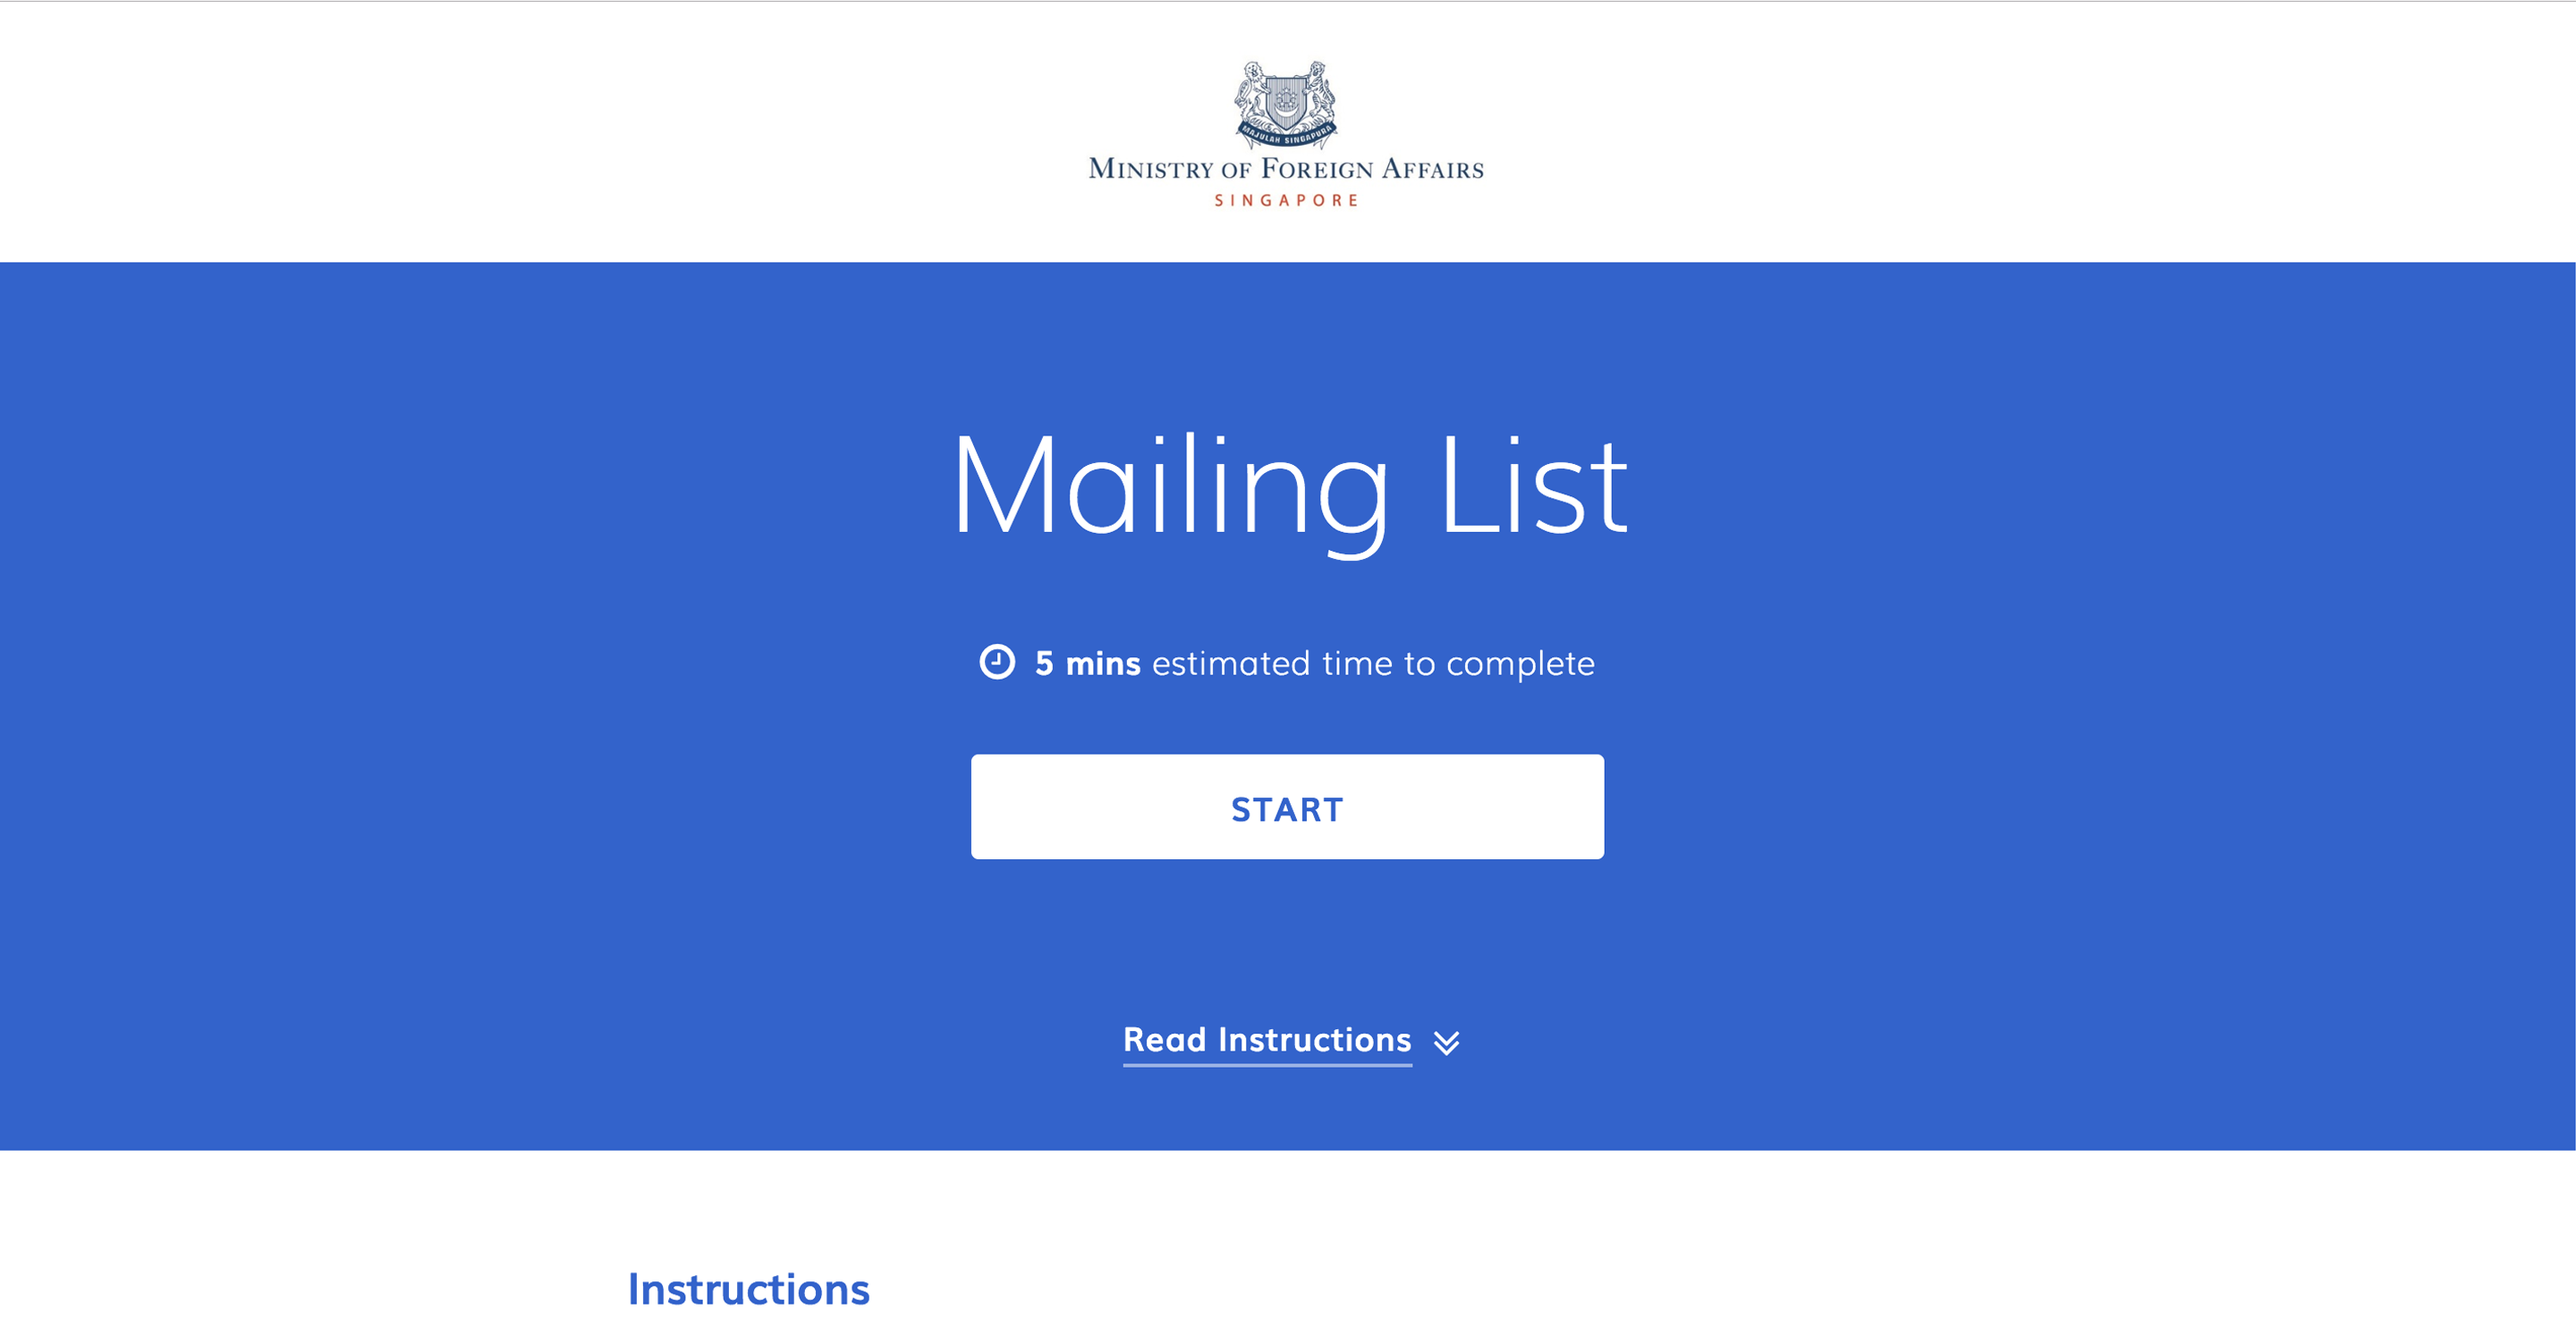 MAJULAH SINGAPURA
MINISTRY OF FOREIGN AFFAIRS
SINGAPORE
Mailing List
5 mins estimated time to complete
START
Read Instructions
Instructions